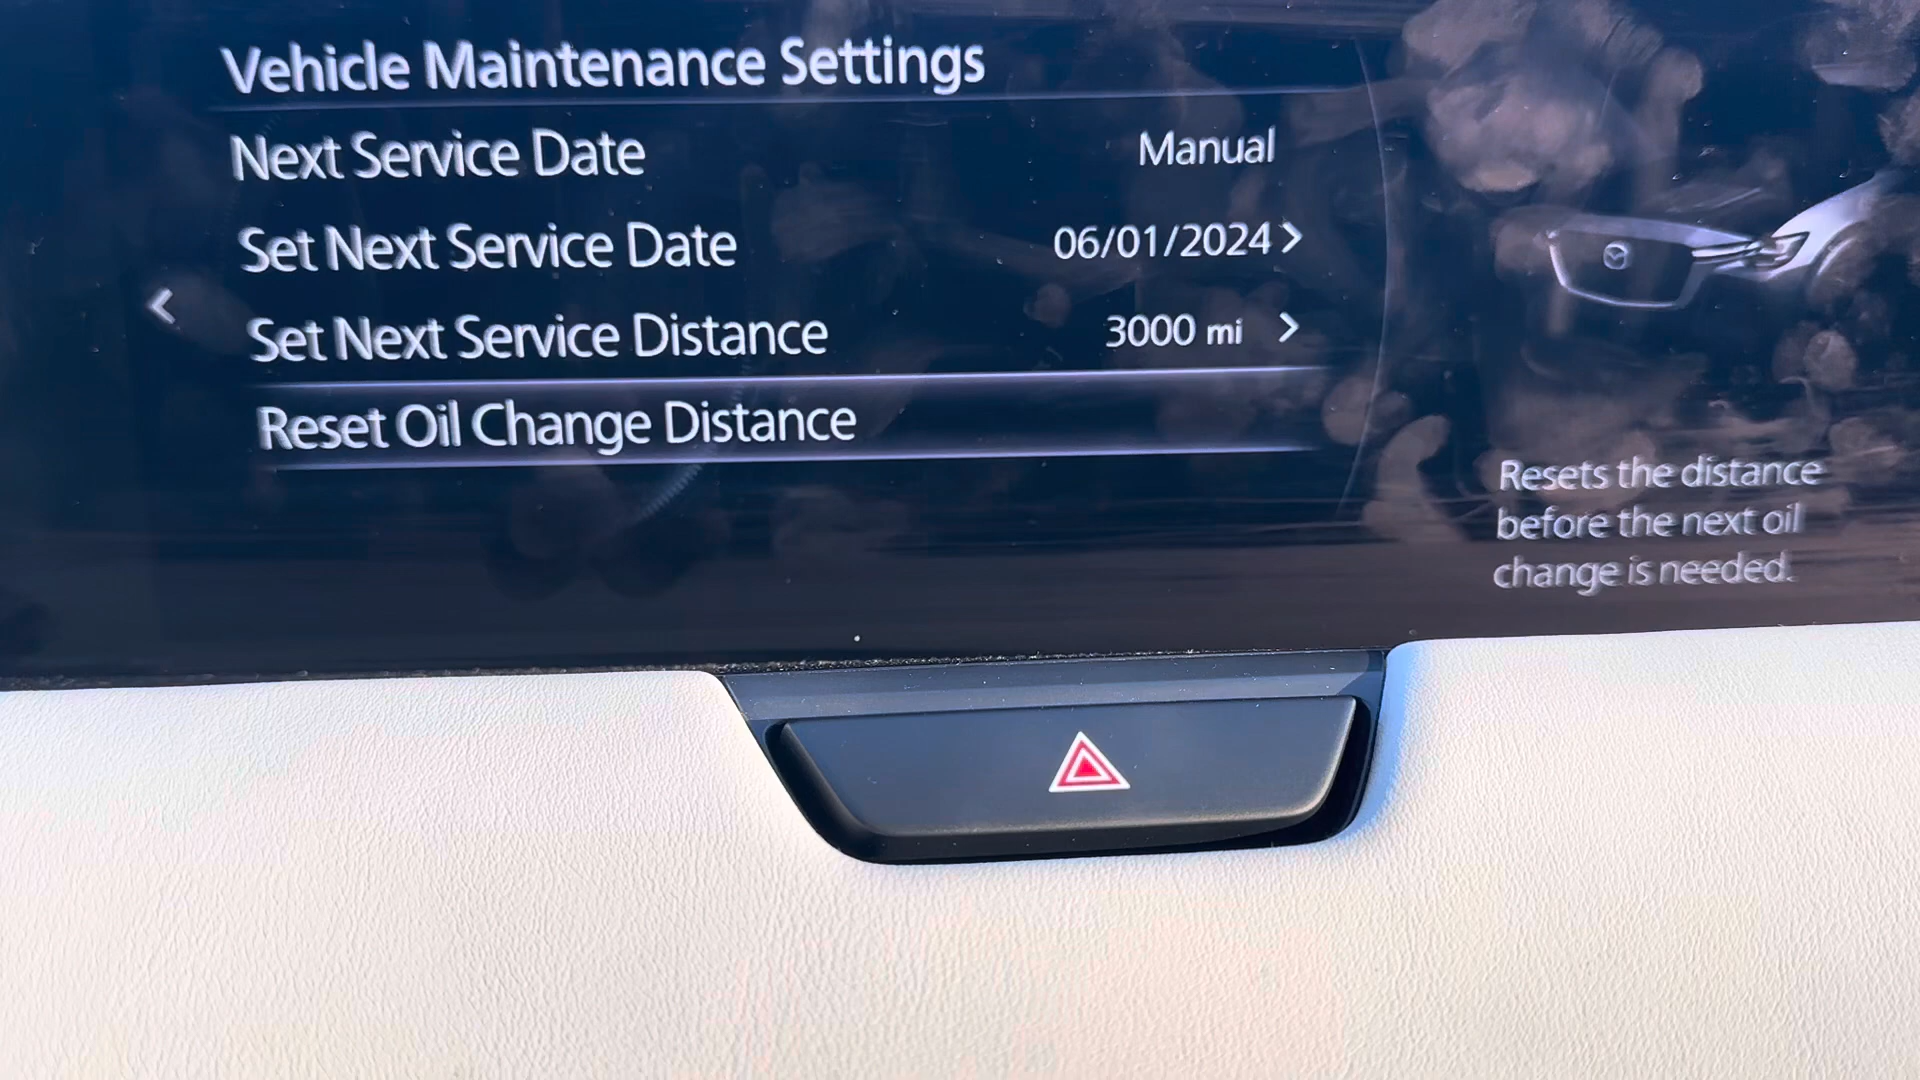 Vehicle Maintenance Settings
Next Service Date Manual
Set Next Service Date 06/01/2024
Set Next Service Distance 3000 mi
Reset Oil Change Distance
Resets the distance
before the next oil
change is needed.